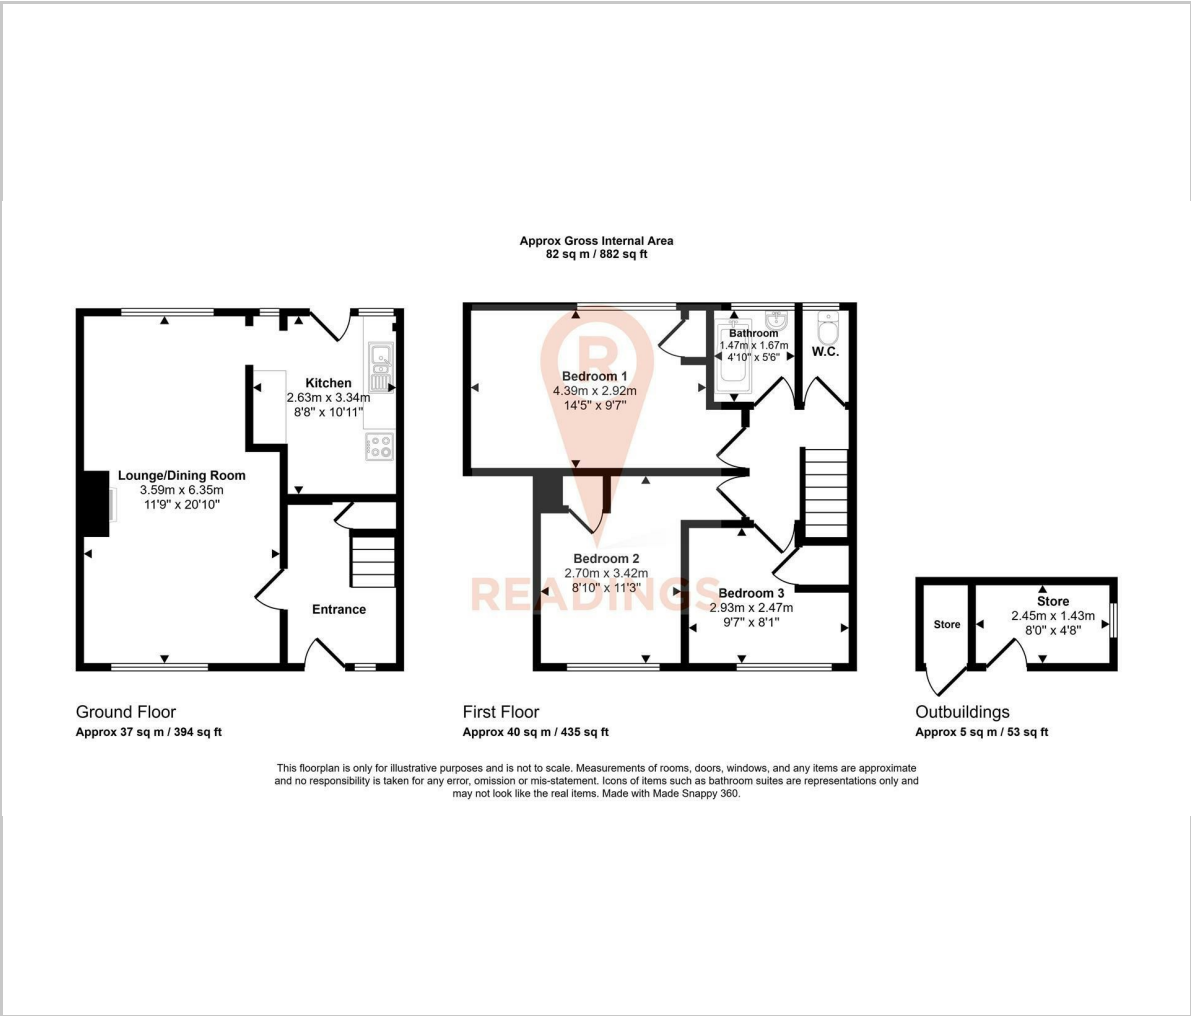 Approx Gross Internal Area
82 sq m / 882 sq ft
Kitchen
2.63m x 3.34m
8'8" x 10'11"
Lounge/Dining Room
3.59m x 6.35m
11'9" x 20'10"
Entrance
Ground Floor
Approx 37 sq m / 394 sq ft
R
READINGS
Bedroom 1
4.39m x 2.92m
14'5" x 9'7"
Bathroom
1.47m x 1.67m
4'10" x 5'6"
W.C.
Bedroom 2
2.70m x 3.42m
8'10" x 11'3"
Bedroom 3
2.93m x 2.47m
9'7" x 8'1"
First Floor
Approx 40 sq m / 435 sq ft
Store
Store
2.45m x 1.43m
8'0" x 4'8"
Outbuildings
Approx 5 sq m / 53 sq ft
This floorplan is only for illustrative purposes and is not to scale. Measurements of rooms, doors, windows, and any items are approximate
and no responsibility is taken for any error, omission or mis-statement. Icons of items such as bathroom suites are representations only and
may not look like the real items. Made with Made Snappy 360.